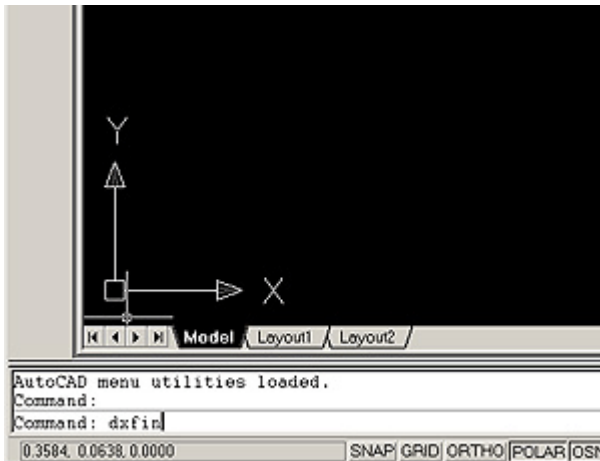 Y
X
Model Layout1 Layout2
AutoCAD menu utilities loaded.
Command:
Command: dxfin
0.3584, 0.0638, 0.0000 SNAP GRID ORTHO POLAR OSN